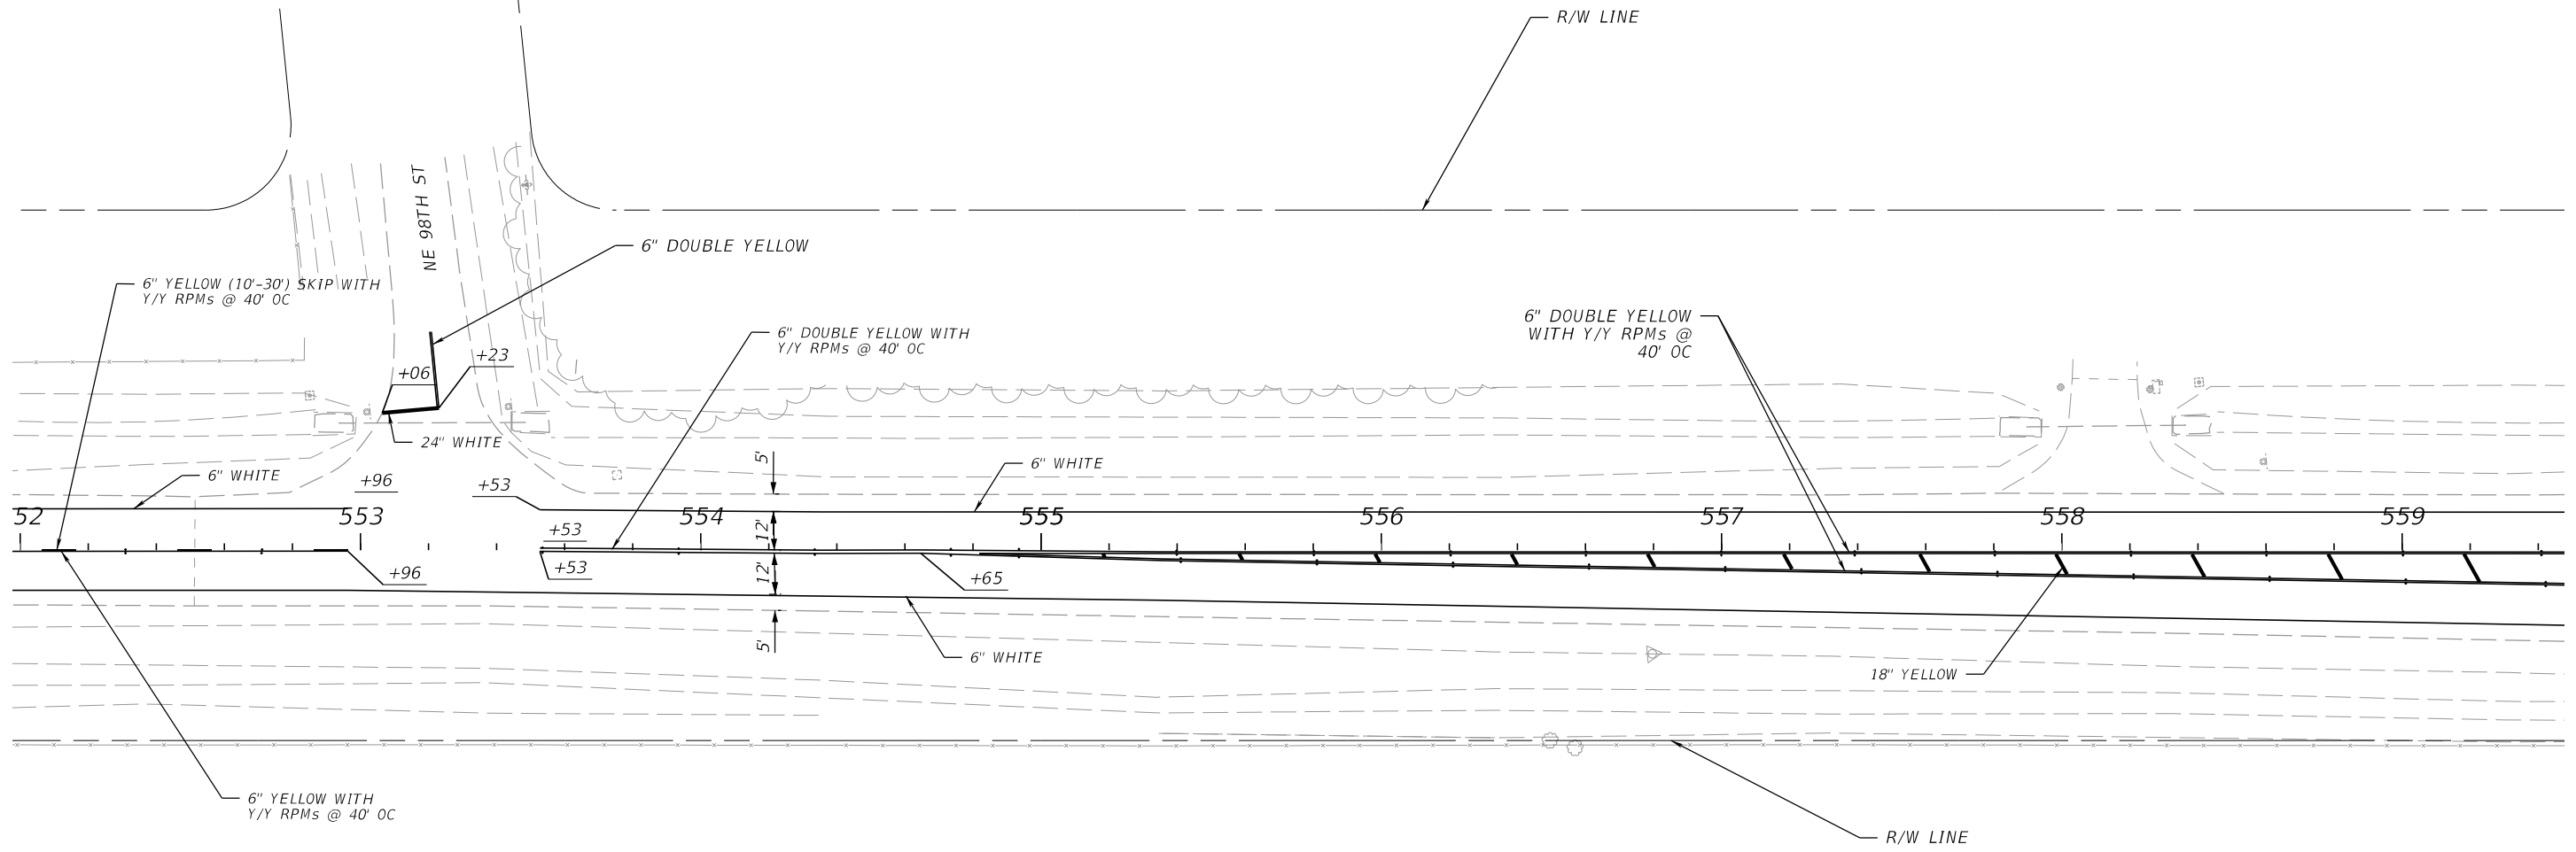 R/W LINE
NE 98TH ST
6" DOUBLE YELLOW
6" YELLOW (10'-30') SKIP WITH
Y/Y RPMs @ 40' OC
6" DOUBLE YELLOW WITH
Y/Y RPMs @ 40' OC
6" DOUBLE YELLOW
WITH Y/Y RPMs @
40' OC
+06
+23
24" WHITE
6" WHITE
+96
+53
5'
6" WHITE
52
553
554
555
556
557
558
559
+53
12'
+96
+53
12'
+65
5'
6" WHITE
18" YELLOW
6" YELLOW WITH
Y/Y RPMs @ 40' OC
R/W LINE